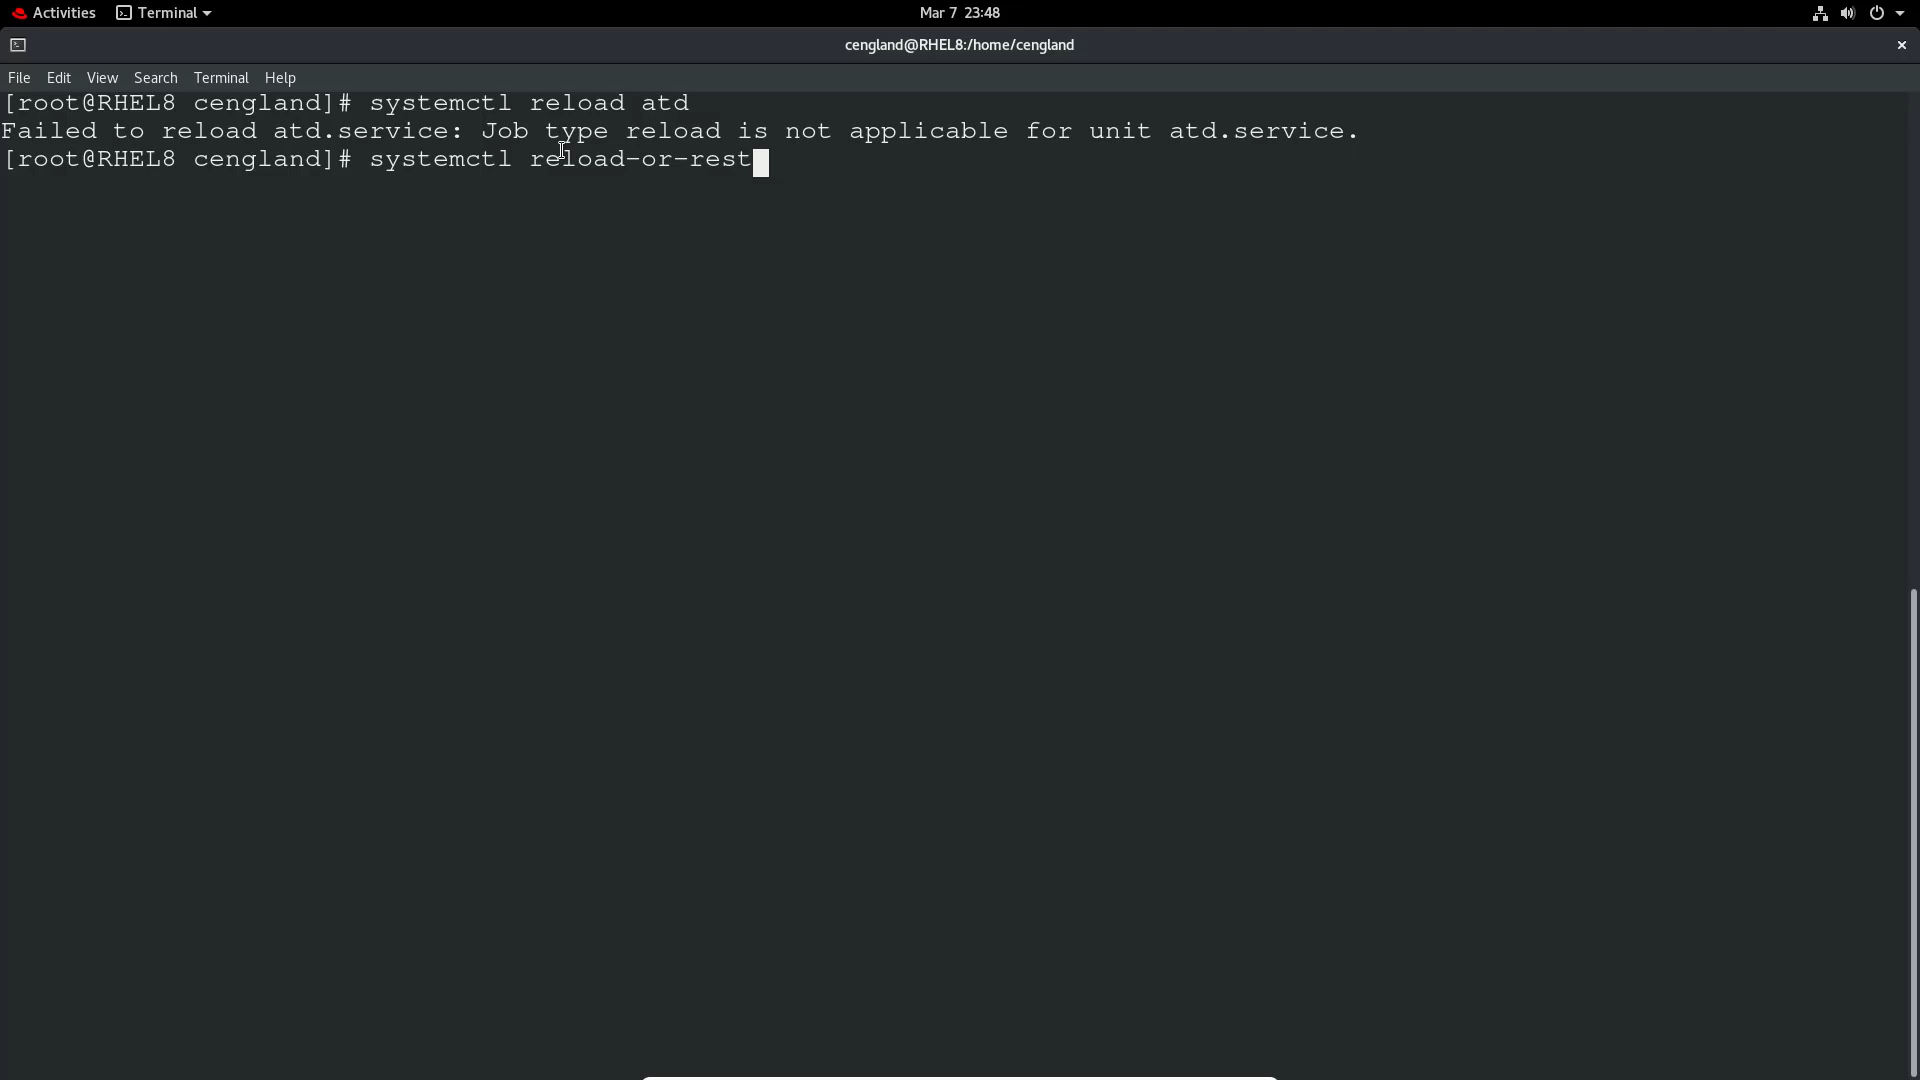 Activities Terminal Mar 7 23:48
cengland@RHEL8:/home/cengland ×
File Edit View Search Terminal Help
[root@RHEL8 cengland]# systemctl reload atd
Failed to reload atd.service: Job type reload is not applicable for unit atd.service.
[root@RHEL8 cengland]# systemctl reload-or-rest